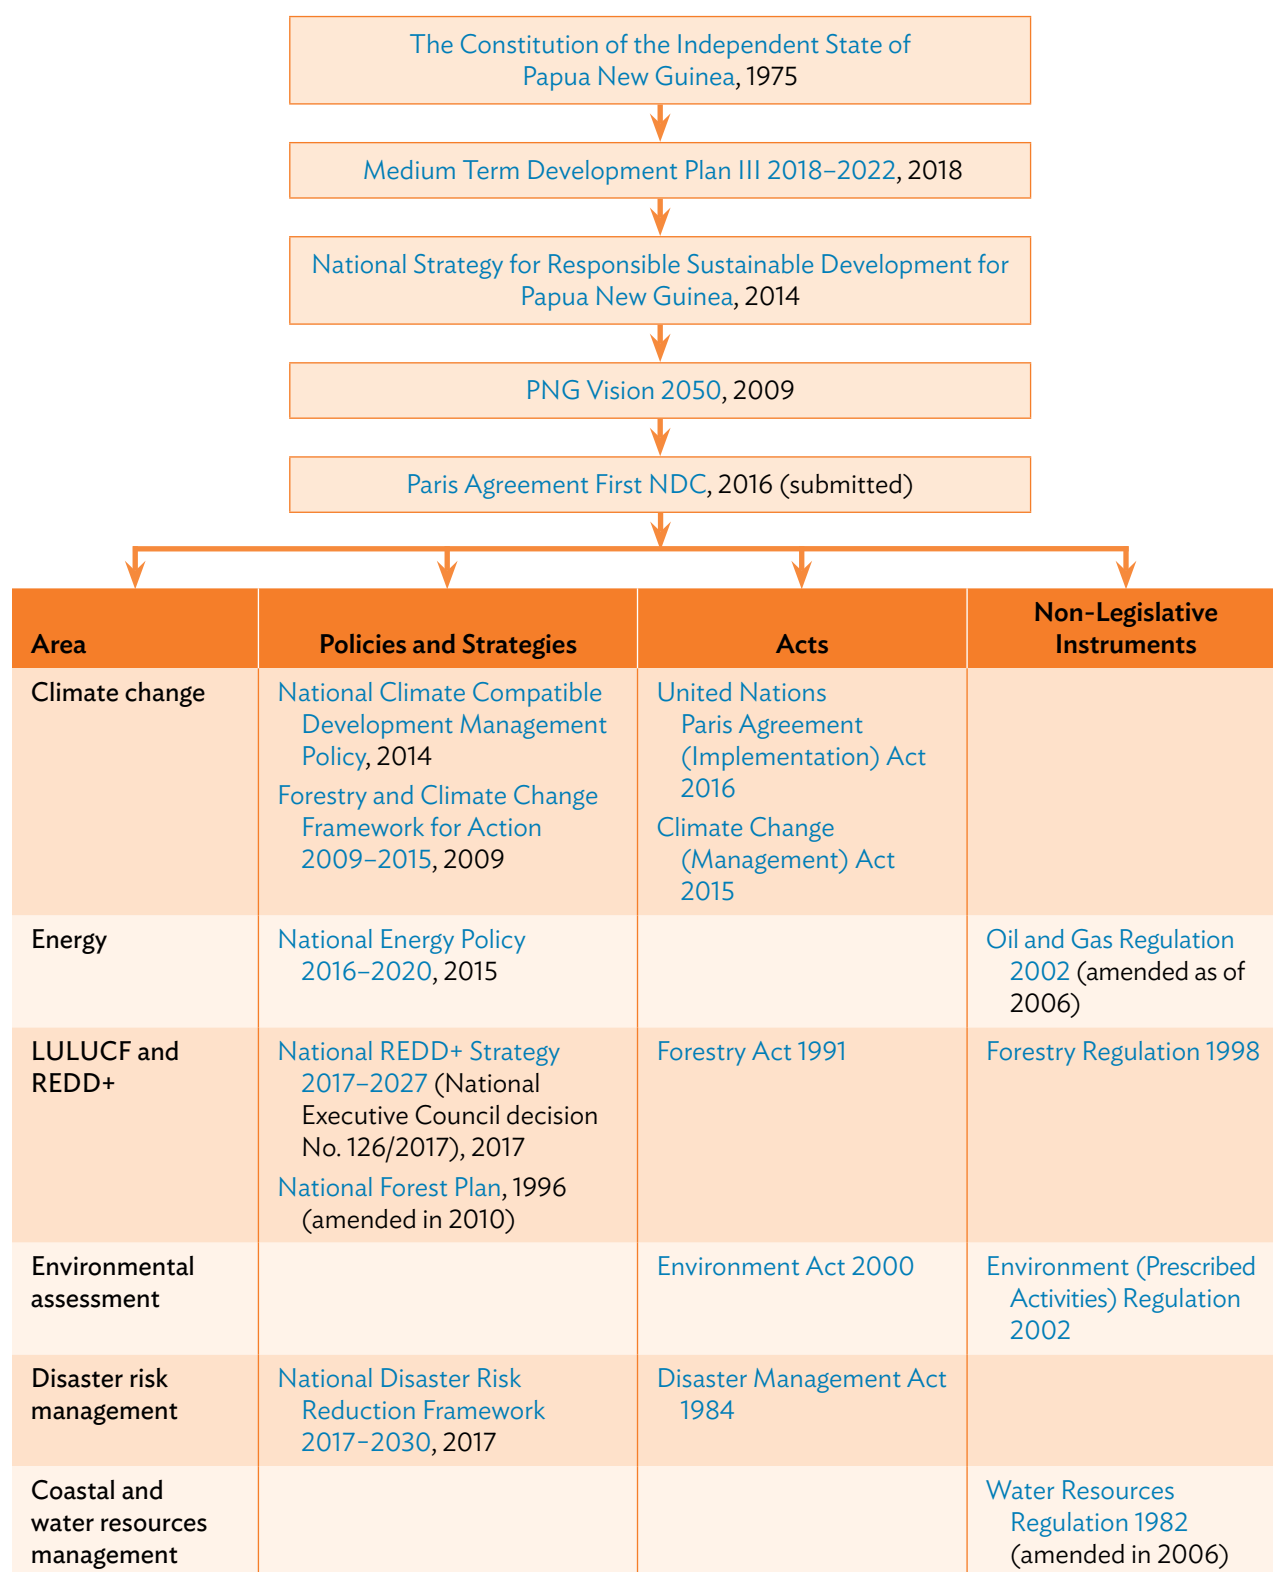 The Constitution of the Independent State of
Papua New Guinea, 1975
Medium Term Development Plan III 2018–2022, 2018
National Strategy for Responsible Sustainable Development for
Papua New Guinea, 2014
PNG Vision 2050, 2009
Paris Agreement First NDC, 2016 (submitted)
Area
Policies and Strategies
Acts
Non-Legislative
Instruments
Climate change
National Climate Compatible
Development Management
Policy, 2014
Forestry and Climate Change
Framework for Action
2009–2015, 2009
United Nations
Paris Agreement
(Implementation) Act
2016
Climate Change
(Management) Act
2015
Energy
National Energy Policy
2016–2020, 2015
Oil and Gas Regulation
2002 (amended as of
2006)
LULUCF and
REDD+
National REDD+ Strategy
2017–2027 (National
Executive Council decision
No. 126/2017), 2017
National Forest Plan, 1996
(amended in 2010)
Forestry Act 1991
Forestry Regulation 1998
Environmental
assessment
Environment Act 2000
Environment (Prescribed
Activities) Regulation
2002
Disaster risk
management
National Disaster Risk
Reduction Framework
2017–2030, 2017
Disaster Management Act
1984
Coastal and
water resources
management
Water Resources
Regulation 1982
(amended in 2006)